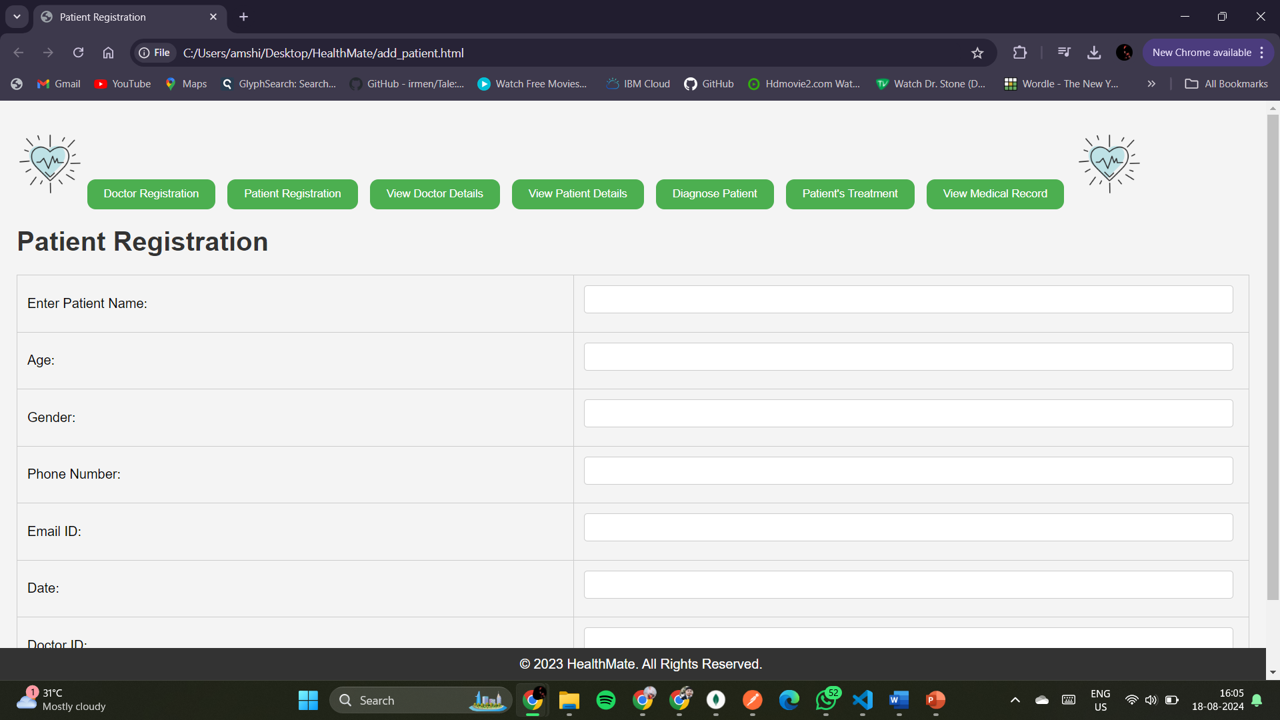 Patient Registration
File
C:/Users/amshi/Desktop/HealthMate/add_patient.html
New Chrome available
Gmail
YouTube
Maps
GlyphSearch: Search...
GitHub - irmen/Tale:...
Watch Free Movies...
IBM Cloud
GitHub
Hdmovie2.com Wat...
Watch Dr. Stone (D...
Wordle - The New Y...
All Bookmarks
Doctor Registration
Patient Registration
View Doctor Details
View Patient Details
Diagnose Patient
Patient's Treatment
View Medical Record
Patient Registration
Enter Patient Name:
Age:
Gender:
Phone Number:
Email ID:
Date:
Doctor ID:
© 2023 HealthMate. All Rights Reserved.
1
31°C
Mostly cloudy
Search
52
ENG
US
16:05
18-08-2024